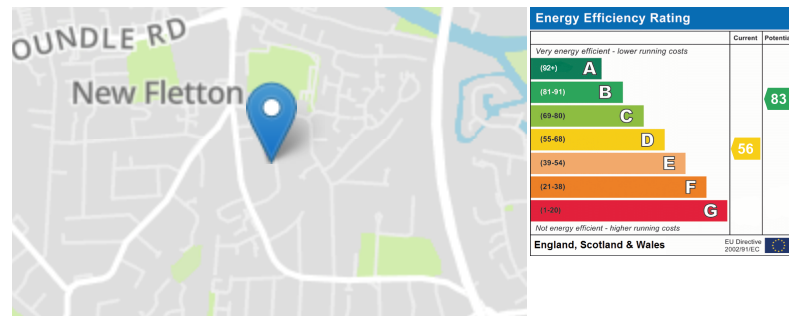 OUNDLE RD
New Fletton
Energy Efficiency Rating
Current Potentia
Very energy efficient - lower running costs
(92+) A
(81-91) B
83
(69-80) C
(55-68) D
56
(39-54) E
(21-38) F
(1-20) G
Not energy efficient - higher running costs
England, Scotland & Wales
EU Directive
2002/91/EC